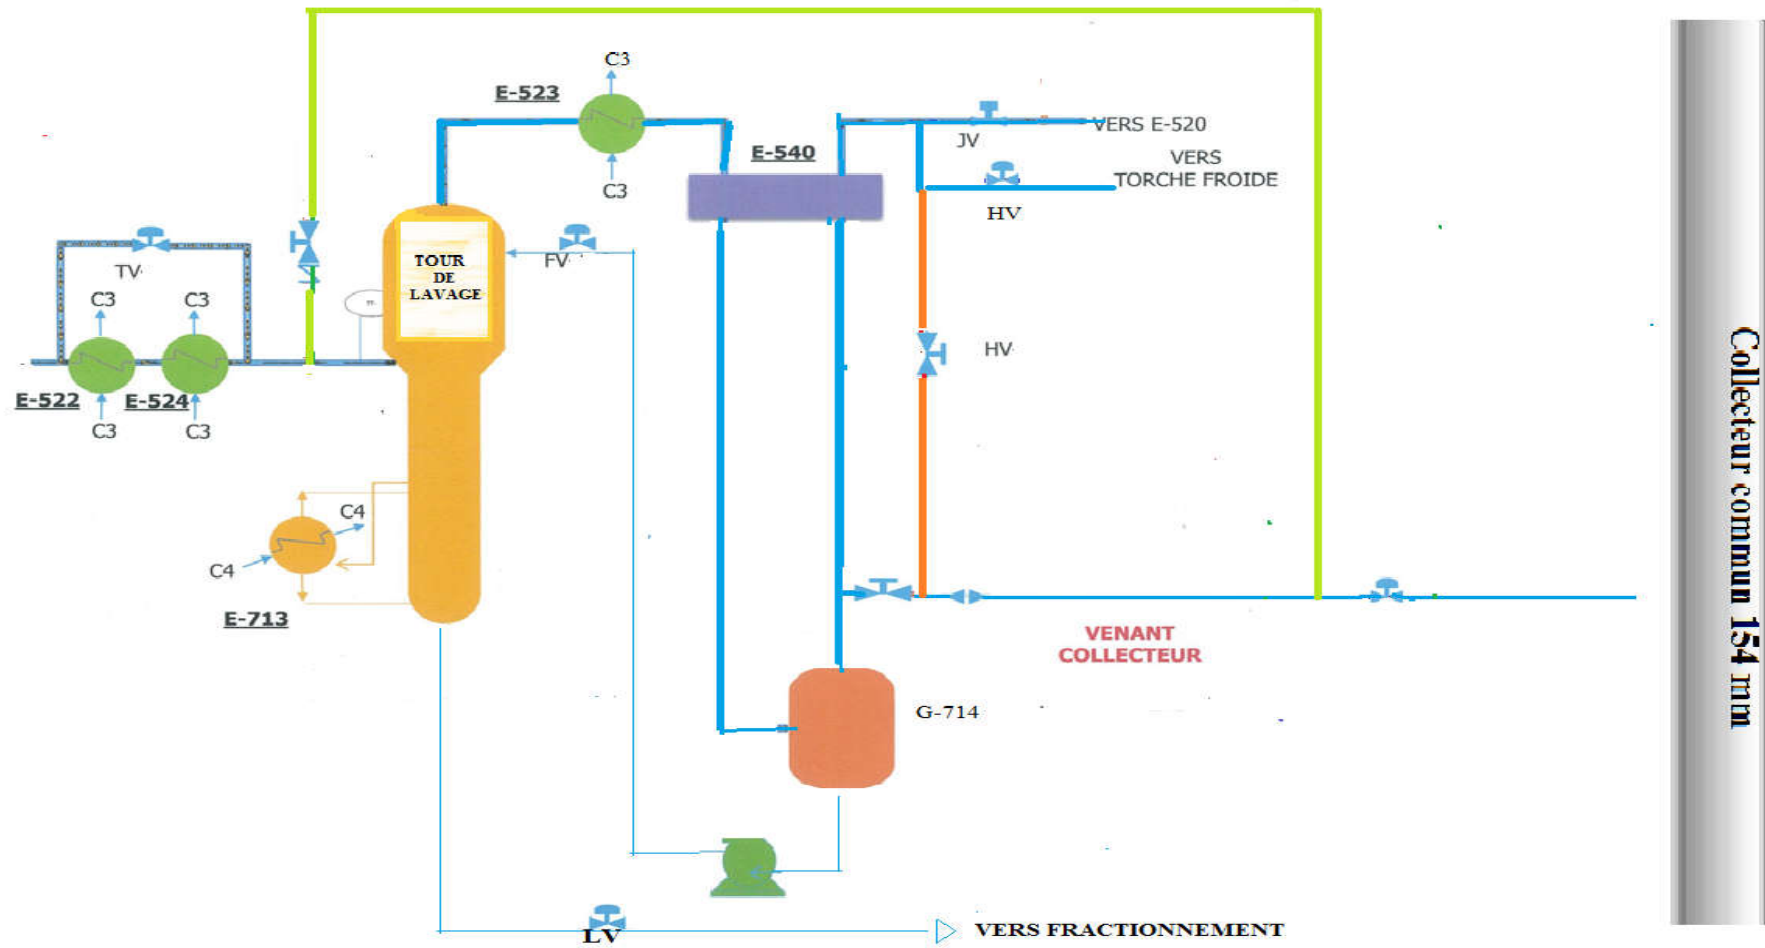 C3
E-523
C3
E-540
VERS E-520
JV
VERS
TORCHE FROIDE
HV
TV
FV
TOUR
DE
LAVAGE
C3
C3
E-522
E-524
C3
C3
HV
C4
C4
E-713
VENANT
COLLECTEUR
G-714
LV
VERS FRACTIONNEMENT
Collecteur commun 154 mm